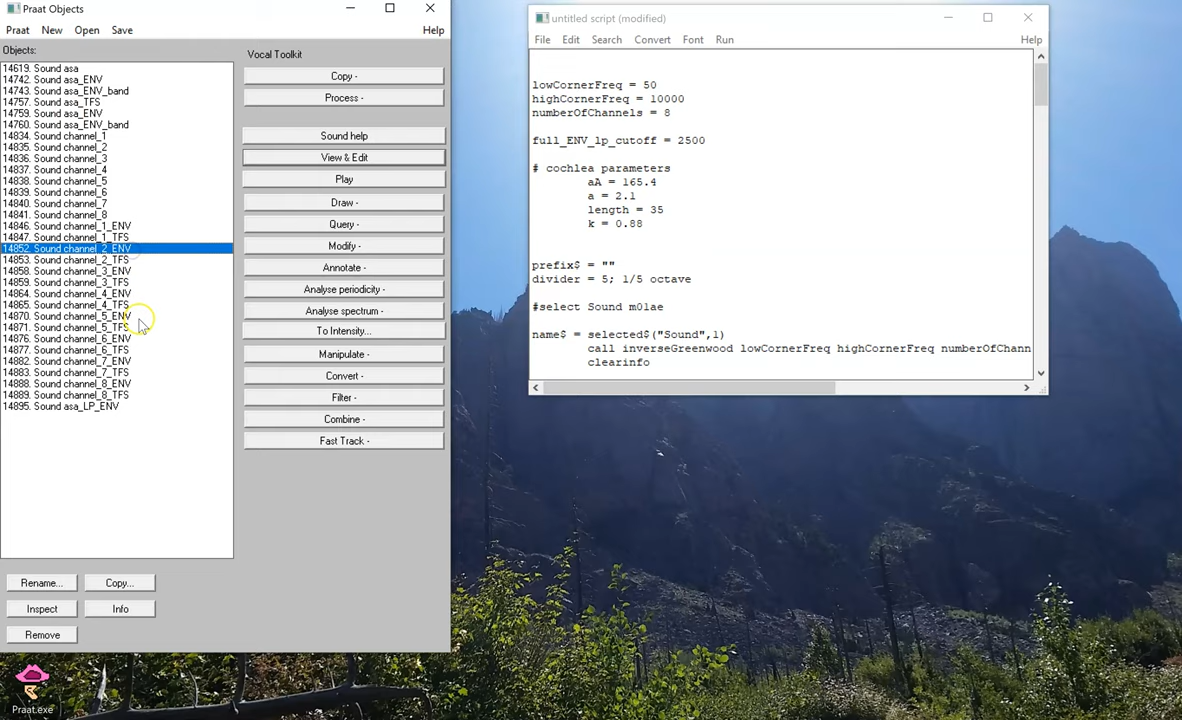 Praat Objects
Praat New Open Save Help
Objects:
14619. Sound asa
14742. Sound asa_ENV
14743. Sound asa_ENV_band
14757. Sound asa_TFS
14759. Sound asa_ENV
14760. Sound asa_ENV_band
14834. Sound channel_1
14835. Sound channel_2
14836. Sound channel_3
14837. Sound channel_4
14838. Sound channel_5
14839. Sound channel_6
14840. Sound channel_7
14841. Sound channel_8
14846. Sound channel_1_ENV
14847. Sound channel_1_TFS
14852. Sound channel_2_ENV
14853. Sound channel_2_TFS
14858. Sound channel_3_ENV
14859. Sound channel_3_TFS
14864. Sound channel_4_ENV
14865. Sound channel_4_TFS
14870. Sound channel_5_ENV
14871. Sound channel_5_TFS
14876. Sound channel_6_ENV
14877. Sound channel_6_TFS
14882. Sound channel_7_ENV
14883. Sound channel_7_TFS
14888. Sound channel_8_ENV
14889. Sound channel_8_TFS
14895. Sound asa_LP_ENV
Vocal Toolkit
Copy -
Process -
Sound help
View & Edit
Play
Draw -
Query -
Modify -
Annotate -
Analyse periodicity -
Analyse spectrum -
To Intensity...
Manipulate -
Convert -
Filter -
Combine -
Fast Track -
Rename... Copy...
Inspect Info
Remove
Praat.exe
untitled script (modified)
File Edit Search Convert Font Run Help
lowCornerFreq = 50
highCornerFreq = 10000
numberOfChannels = 8
full_ENV_lp_cutoff = 2500
# cochlea parameters
aA = 165.4
a = 2.1
length = 35
k = 0.88
prefix$ = ""
divider = 5; 1/5 octave
#select Sound m01ae
name$ = selected$("Sound",1)
call inverseGreenwood lowCornerFreq highCornerFreq numberOfChann
clearinfo